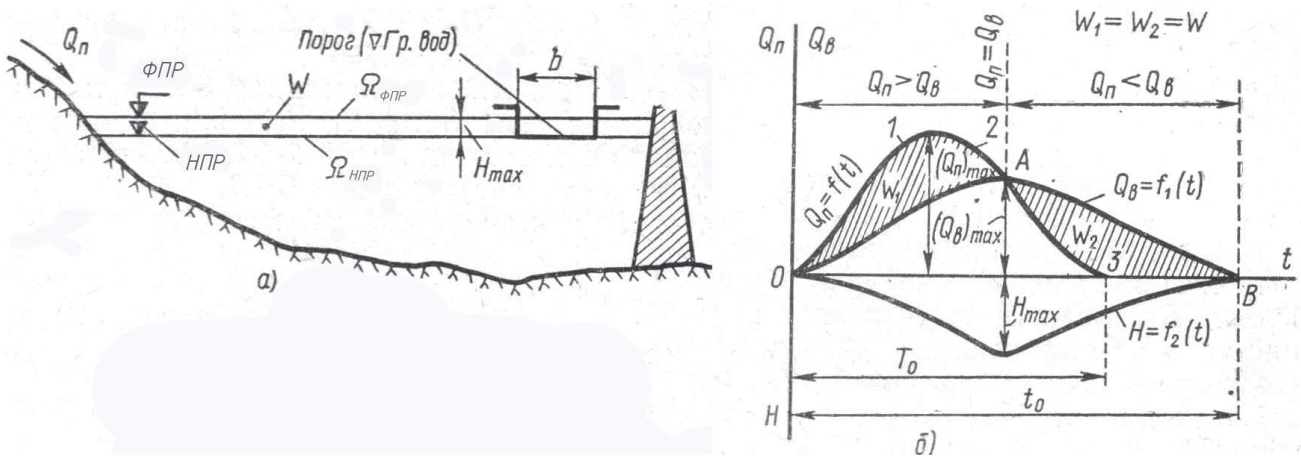 Qп
Порог (∇Гр. вод)
ФПР
b
W
ΩФПР
НПР
ΩНПР
Hmax
а)
Qп Qв
Qп = Qв
W1 = W2 = W
Qп > Qв
Qп < Qв
1
2
A
Qп = f(t)
W1
(Qп)max
(Qв)max
Qв = f1(t)
W2
3
O
t
B
Hmax
H = f2(t)
T0
t0
H
б)